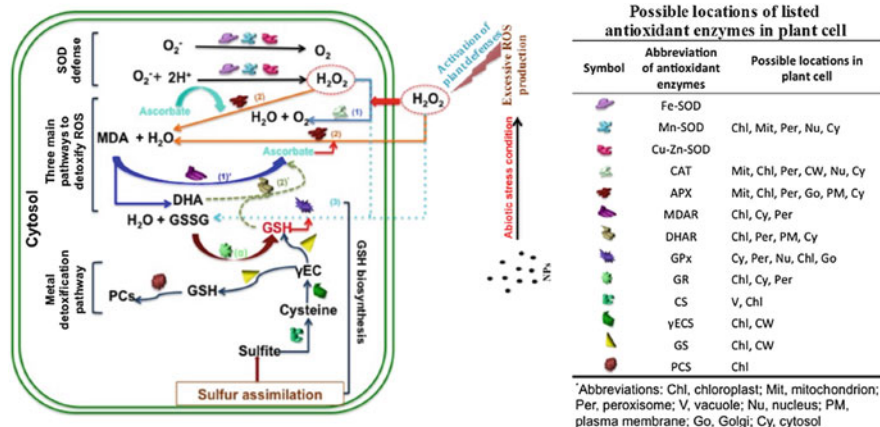 SOD
defense
O₂⁻
O₂
O₂⁻+ 2H⁺
H₂O₂
Ascorbate
(2)
(1)
H₂O + O₂
H₂O₂
Activation of
plant defenses
Excessive ROS
production
Three main
pathways to
detoxify ROS
MDA + H₂O
(2)
Ascorbate
(1)'
(2)'
DHA
(3)
H₂O + GSSG
GSH
(α)
Cytosol
Abiotic stress condition
NPs
Metal
detoxification
pathway
PCs
GSH
γEC
Cysteine
Sulfite
GSH biosynthesis
Sulfur assimilation
Possible locations of listed
antioxidant enzymes in plant cell
Symbol
Abbreviation
of antioxidant
enzymes
Possible locations in
plant cell
Fe-SOD
Mn-SOD Chl, Mit, Per, Nu, Cy
Cu-Zn-SOD
CAT Mit, Chl, Per, CW, Nu, Cy
APX Mit, Chl, Per, Go, PM, Cy
MDAR Chl, Cy, Per
DHAR Chl, Per, PM, Cy
GPx Cy, Per, Nu, Chl, Go
GR Chl, Cy, Per
CS V, Chl
γECS Chl, CW
GS Chl, CW
PCS Chl
*Abbreviations: Chl, chloroplast; Mit, mitochondrion;
Per, peroxisome; V, vacuole; Nu, nucleus; PM,
plasma membrane; Go, Golgi; Cy, cytosol